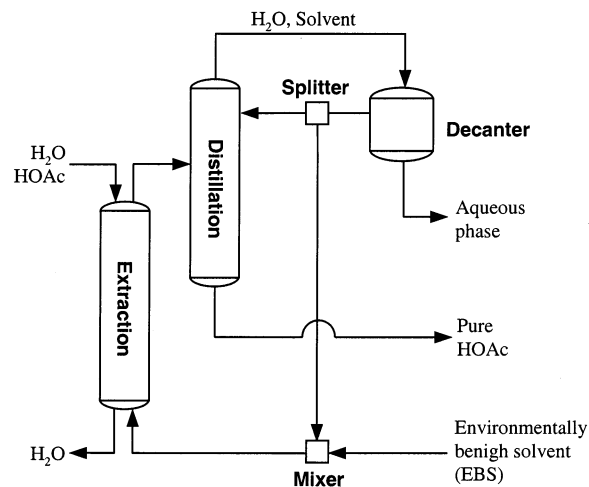 H₂O, Solvent
Splitter
Decanter
Distillation
H₂O
HOAc
Aqueous
phase
Extraction
Pure
HOAc
Environmentally
benigh solvent
(EBS)
H₂O
Mixer